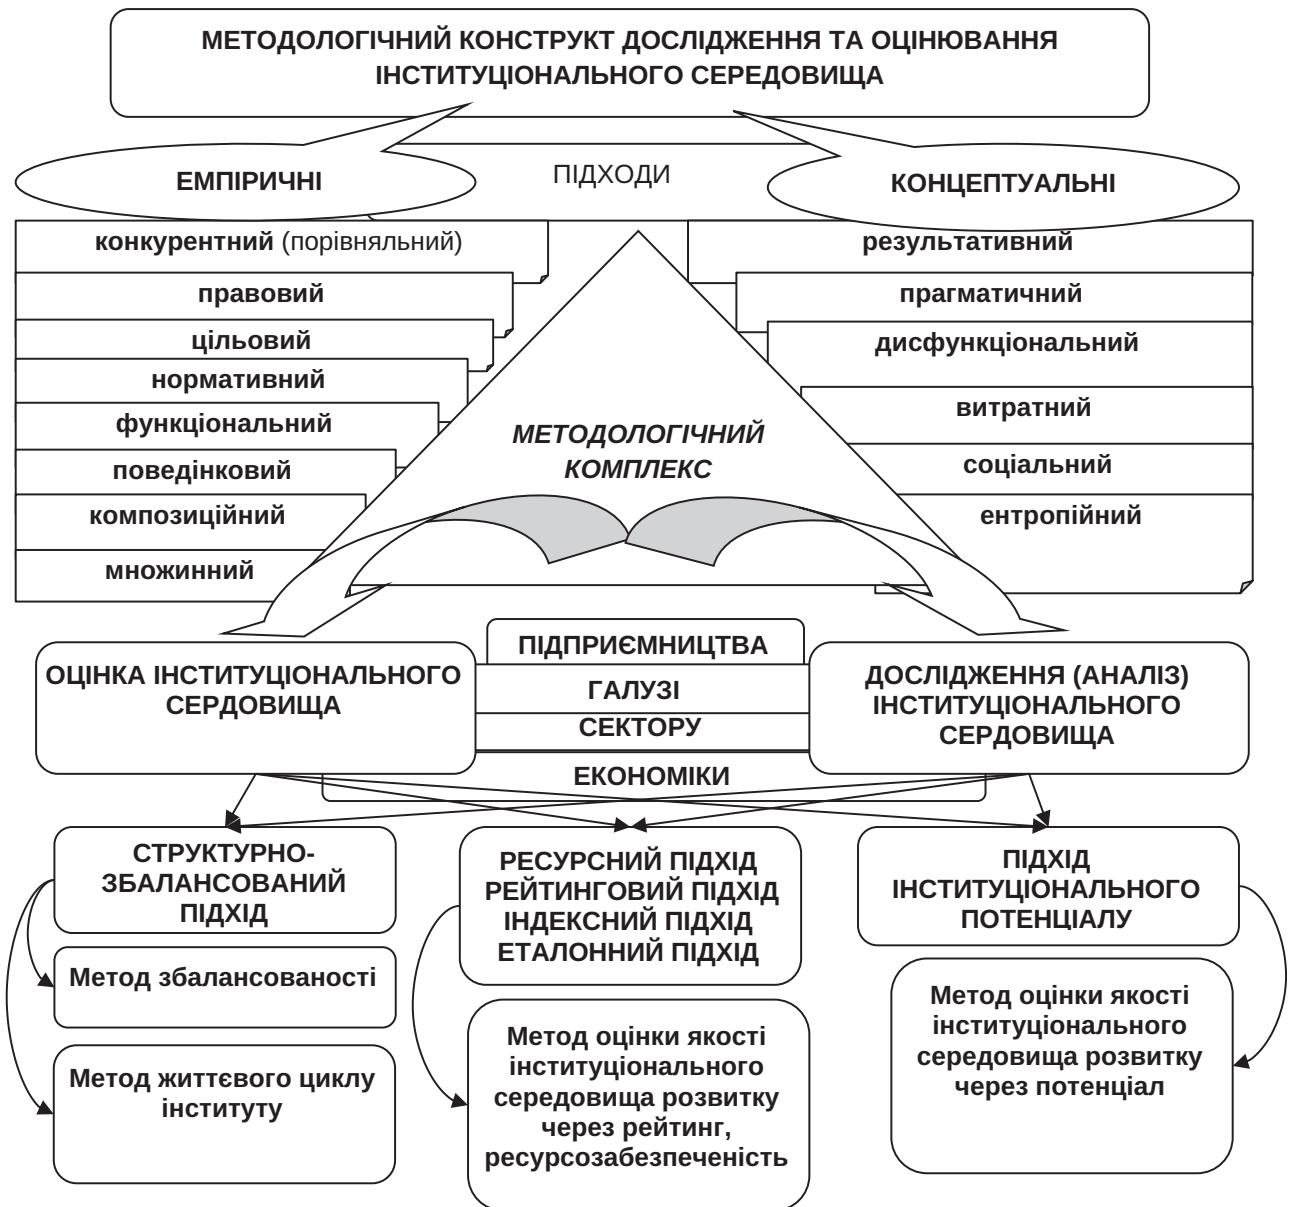 МЕТОДОЛОГІЧНИЙ КОНСТРУКТ ДОСЛІДЖЕННЯ ТА ОЦІНЮВАННЯ
ІНСТИТУЦІОНАЛЬНОГО СЕРЕДОВИЩА
ЕМПІРИЧНІ
ПІДХОДИ
КОНЦЕПТУАЛЬНІ
конкурентний (порівняльний)
правовий
цільовий
нормативний
функціональний
поведінковий
композиційний
множинний
результативний
прагматичний
дисфункціональний
витратний
соціальний
ентропійний
МЕТОДОЛОГІЧНИЙ
КОМПЛЕКС
ОЦІНКА ІНСТИТУЦІОНАЛЬНОГО
СЕРДОВИЩА
ПІДПРИЄМНИЦТВА
ГАЛУЗІ
СЕКТОРУ
ЕКОНОМІКИ
ДОСЛІДЖЕННЯ (АНАЛІЗ)
ІНСТИТУЦІОНАЛЬНОГО
СЕРДОВИЩА
СТРУКТУРНО-
ЗБАЛАНСОВАНИЙ
ПІДХІД
Метод збалансованості
Метод життєвого циклу
інституту
РЕСУРСНИЙ ПІДХІД
РЕЙТИНГОВИЙ ПІДХІД
ІНДЕКСНИЙ ПІДХІД
ЕТАЛОННИЙ ПІДХІД
Метод оцінки якості
інституціонального
середовища розвитку
через рейтинг,
ресурсозабезпеченість
ПІДХІД
ІНСТИТУЦІОНАЛЬНОГО
ПОТЕНЦІАЛУ
Метод оцінки якості
інституціонального
середовища розвитку
через потенціал